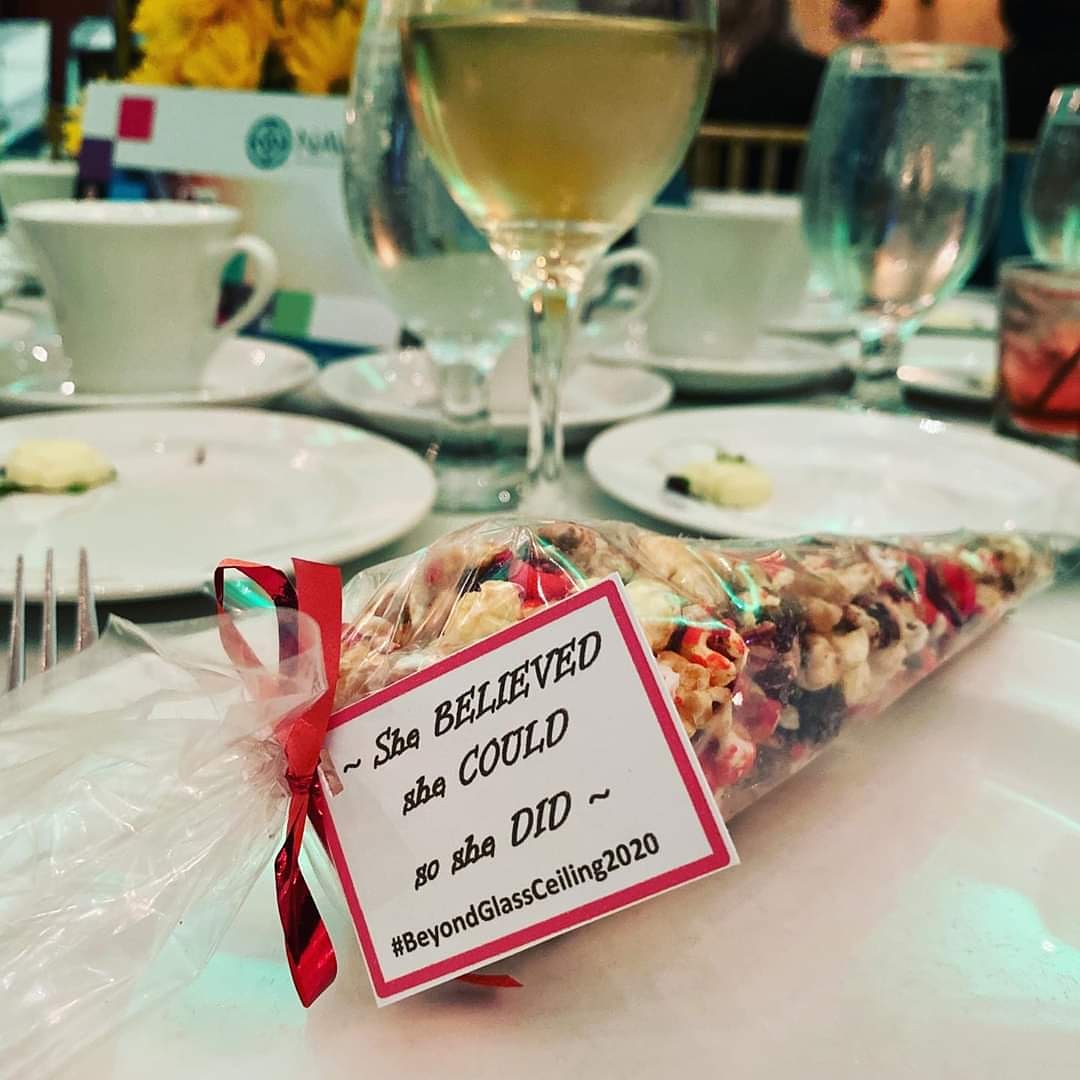 ~ She BELIEVED
she COULD
so she DID ~
#BeyondGlassCeiling2020